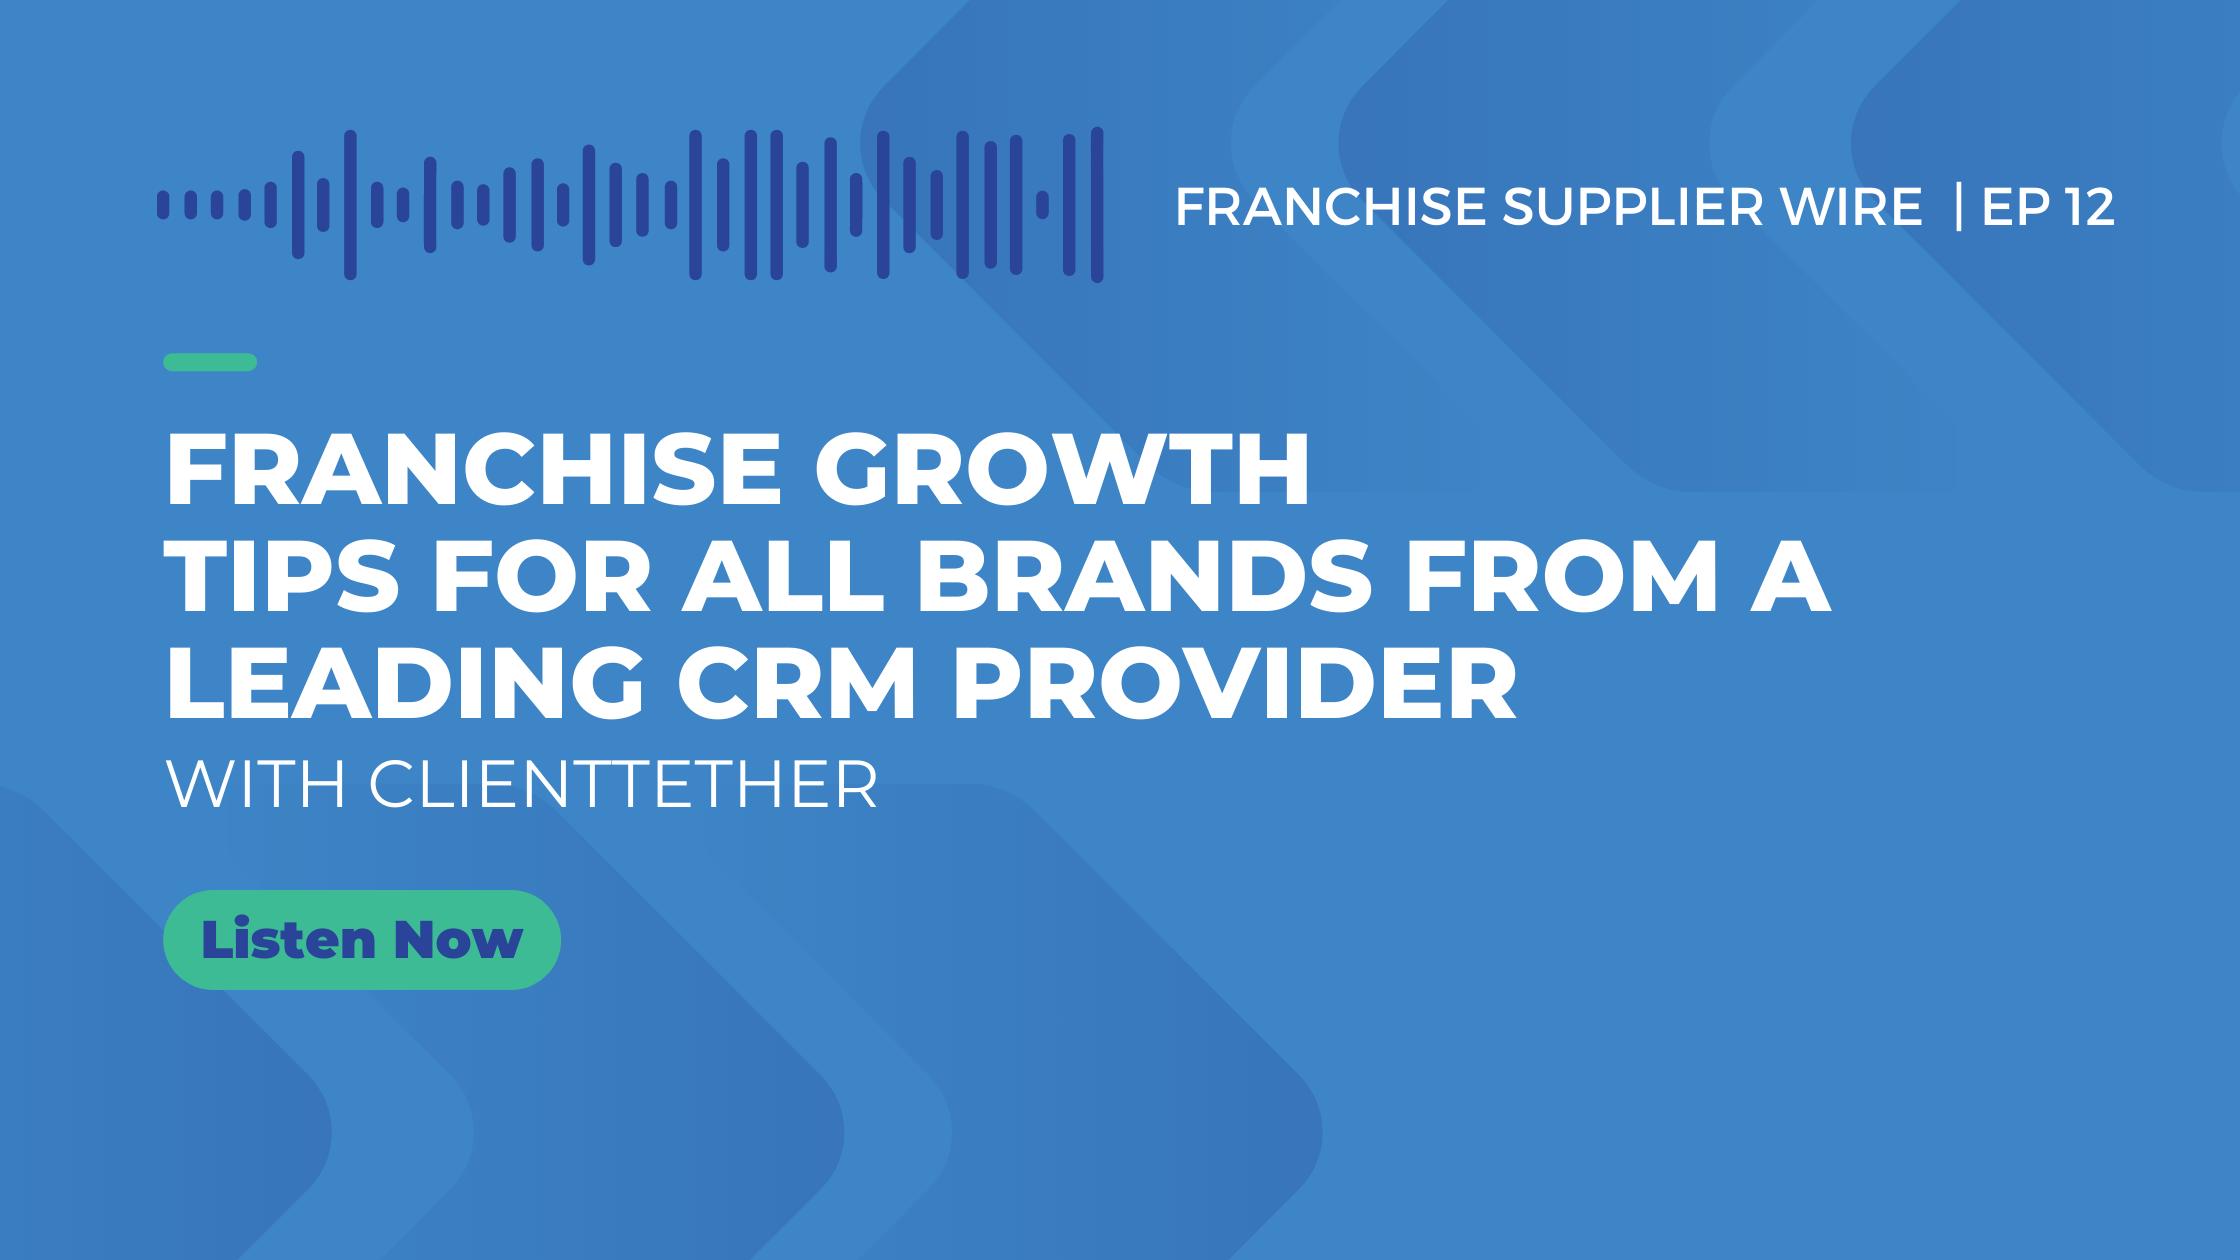 FRANCHISE SUPPLIER WIRE | EP 12
FRANCHISE GROWTH
TIPS FOR ALL BRANDS FROM A
LEADING CRM PROVIDER
WITH CLIENTTETHER
Listen Now